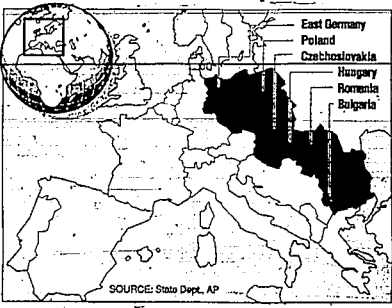 East Germany
Poland
Czechoslovakia
Hungary
Romania
Bulgaria
SOURCE: State Dept., AP